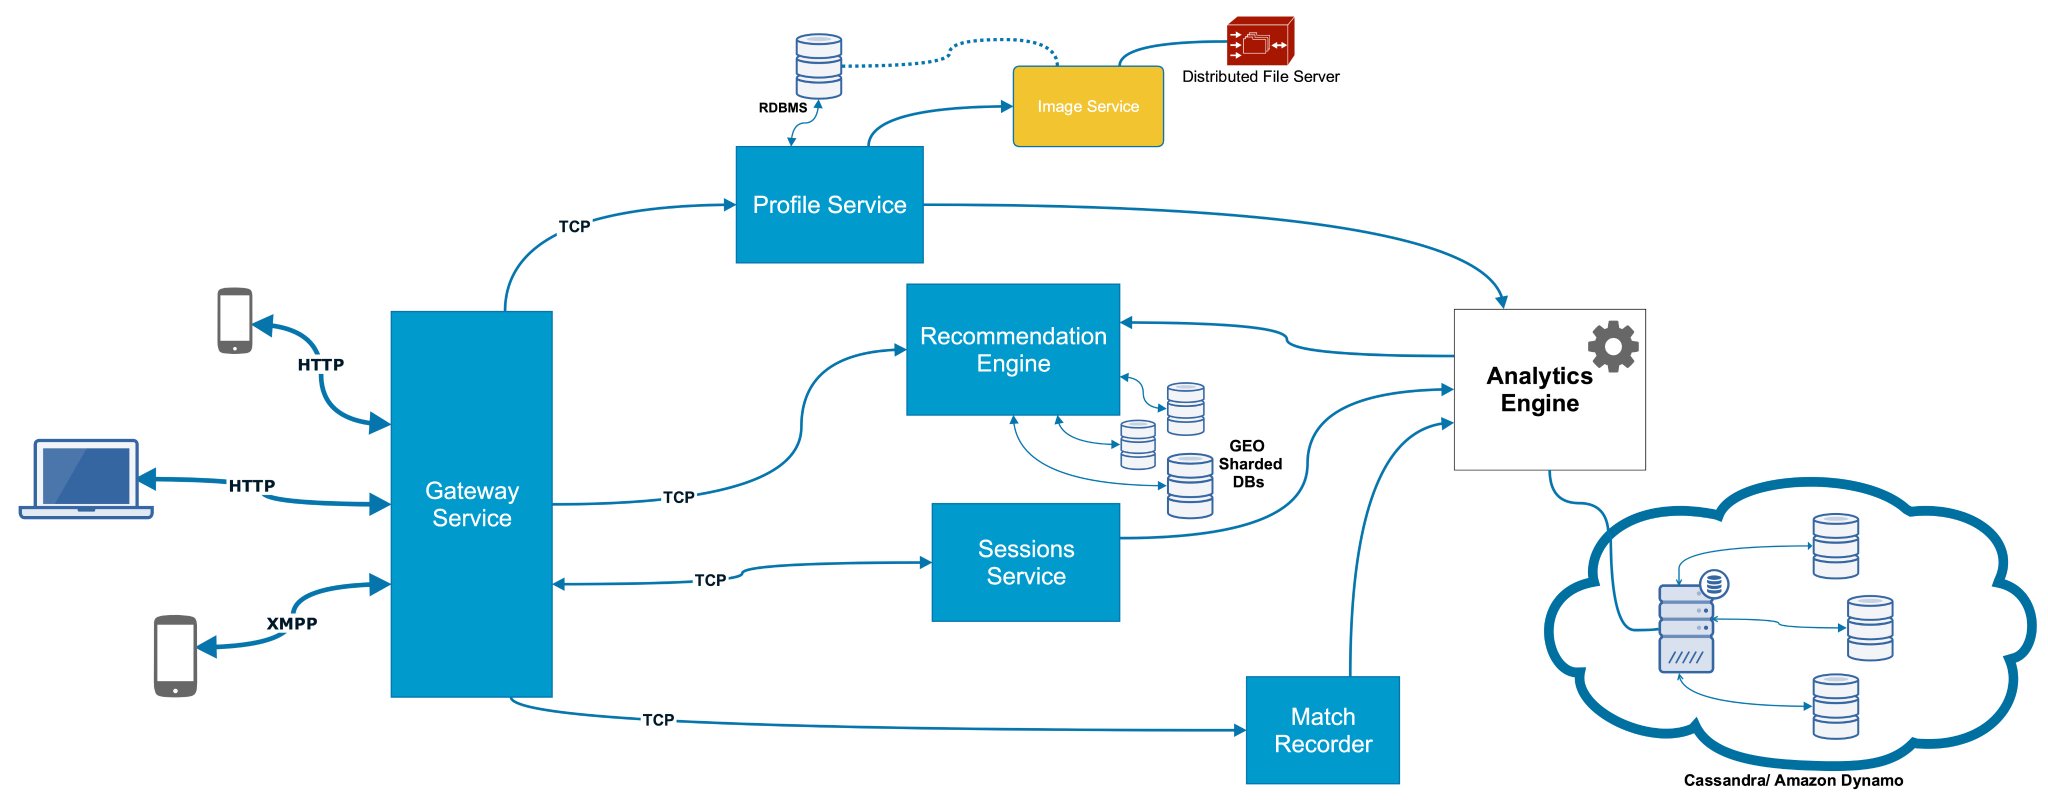 Distributed File Server
RDBMS
Image Service
Profile Service
TCP
HTTP
Recommendation
Engine
Analytics
Engine
GEO
Sharded
DBs
HTTP
Gateway
Service
TCP
Sessions
Service
TCP
XMPP
TCP
Match
Recorder
Cassandra/ Amazon Dynamo